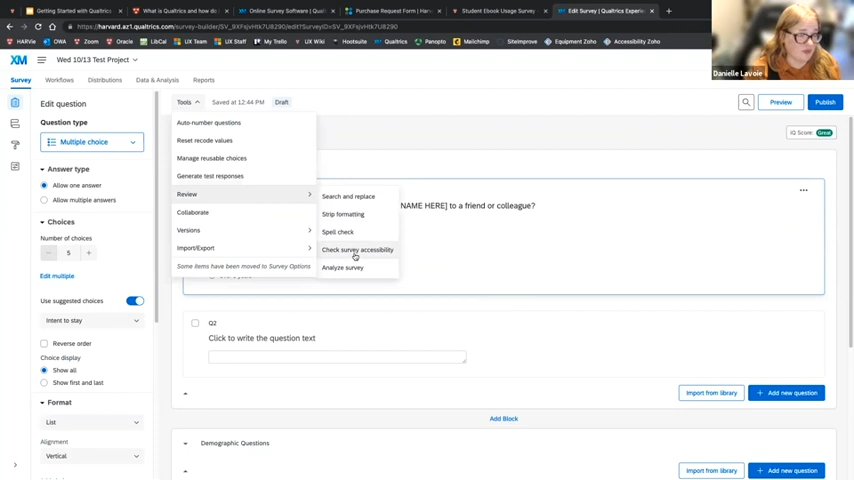 Getting Started with Qualtrics
What is Qualtrics and how do
Online Survey Software | Qual
Purchase Request Form | Har
Student Ebook Usage Survey
Edit Survey | Qualtrics Experie
harvard.az1.qualtrics.com/survey-builder/SV_9XFsjvHtk7U8290/edit?SurveyID=SV_9XFsjvHtk7U8290
HARVie
OWA
Zoom
Oracle
LibCal
UX Team
UX Staff
My Trello
UX Wiki
Hootsuite
Qualtrics
Panopto
Mailchimp
SiteImprove
Equipment Zoho
Accessibility Zoho
XM
Wed 10/13 Test Project
Danielle Lavoie
Survey
Workflows
Distributions
Data & Analysis
Reports
Edit question
Question type
Multiple choice
Answer type
Allow one answer
Allow multiple answers
Choices
Number of choices
5
Edit multiple
Use suggested choices
Intent to stay
Reverse order
Choice display
Show all
Show first and last
Format
List
Alignment
Vertical
Tools
Saved at 12:44 PM
Draft
Preview
Publish
IQ Score: Great
Auto-number questions
Reset recode values
Manage reusable choices
Generate test responses
Review
Collaborate
Versions
Import/Export
Some items have been moved to Survey Options
Search and replace
Strip formatting
Spell check
Check survey accessibility
Analyze survey
NAME HERE] to a friend or colleague?
Q2
Click to write the question text
Import from library
Add new question
Add Block
Demographic Questions
Import from library
Add new question